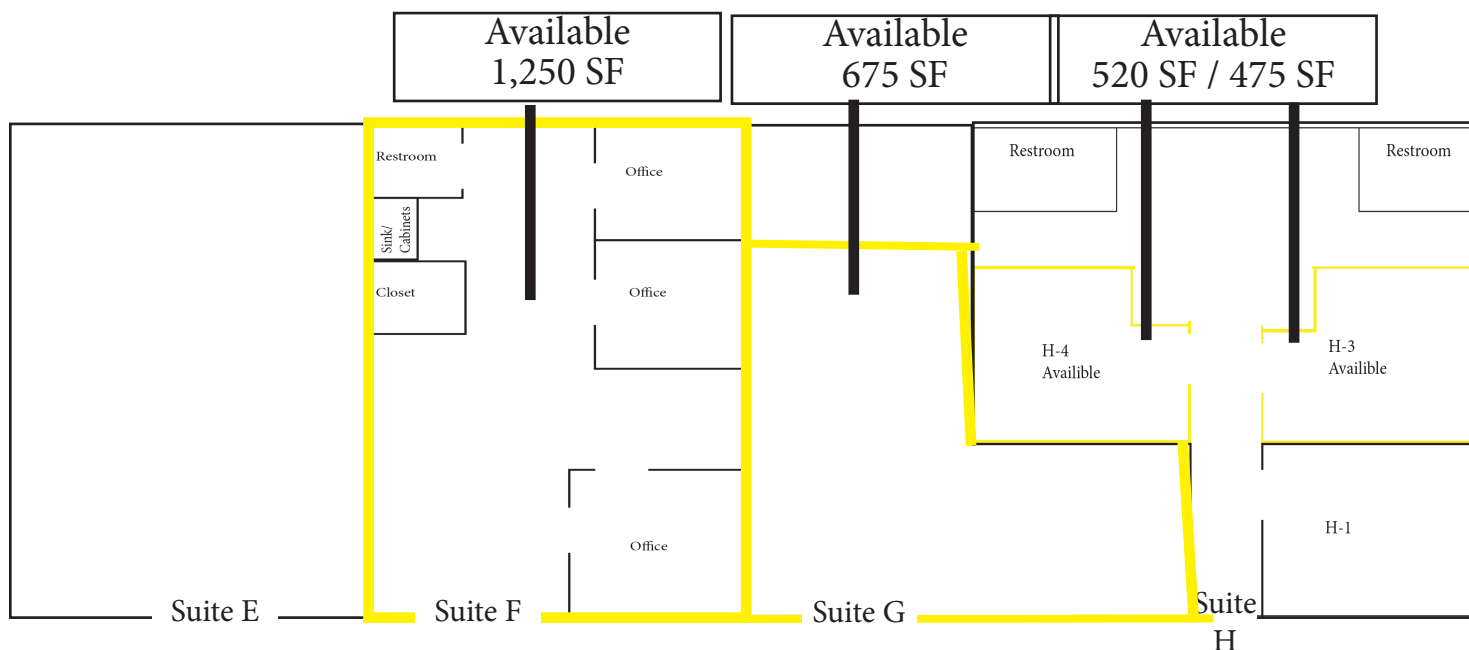 Available
1,250 SF
Available
675 SF
Available
520 SF / 475 SF
Restroom
Sink/
Cabinets
Closet
Office
Office
Office
Restroom
Restroom
H-4
Availible
H-3
Availible
H-1
Suite E
Suite F
Suite G
Suite
H